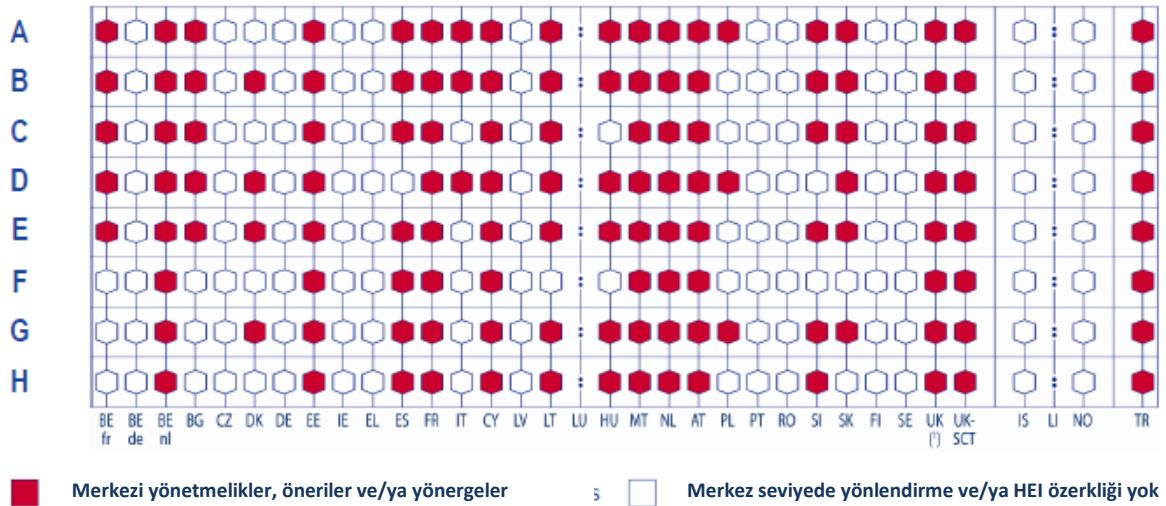 A
B
C
D
E
F
G
H
: :
: :
: :
: :
: :
: :
: :
: :
BE BE BE BG CZ DK DE EE IE EL ES FR IT CY LV LT LU HU MT NL AT PL PT RO SI SK FI SE UK UK- IS LI NO TR
fr de nl (¹) SCT
Merkezi yönetmelikler, öneriler ve/ya yönergeler s Merkez seviyede yönlendirme ve/ya HEI özerkliği yok